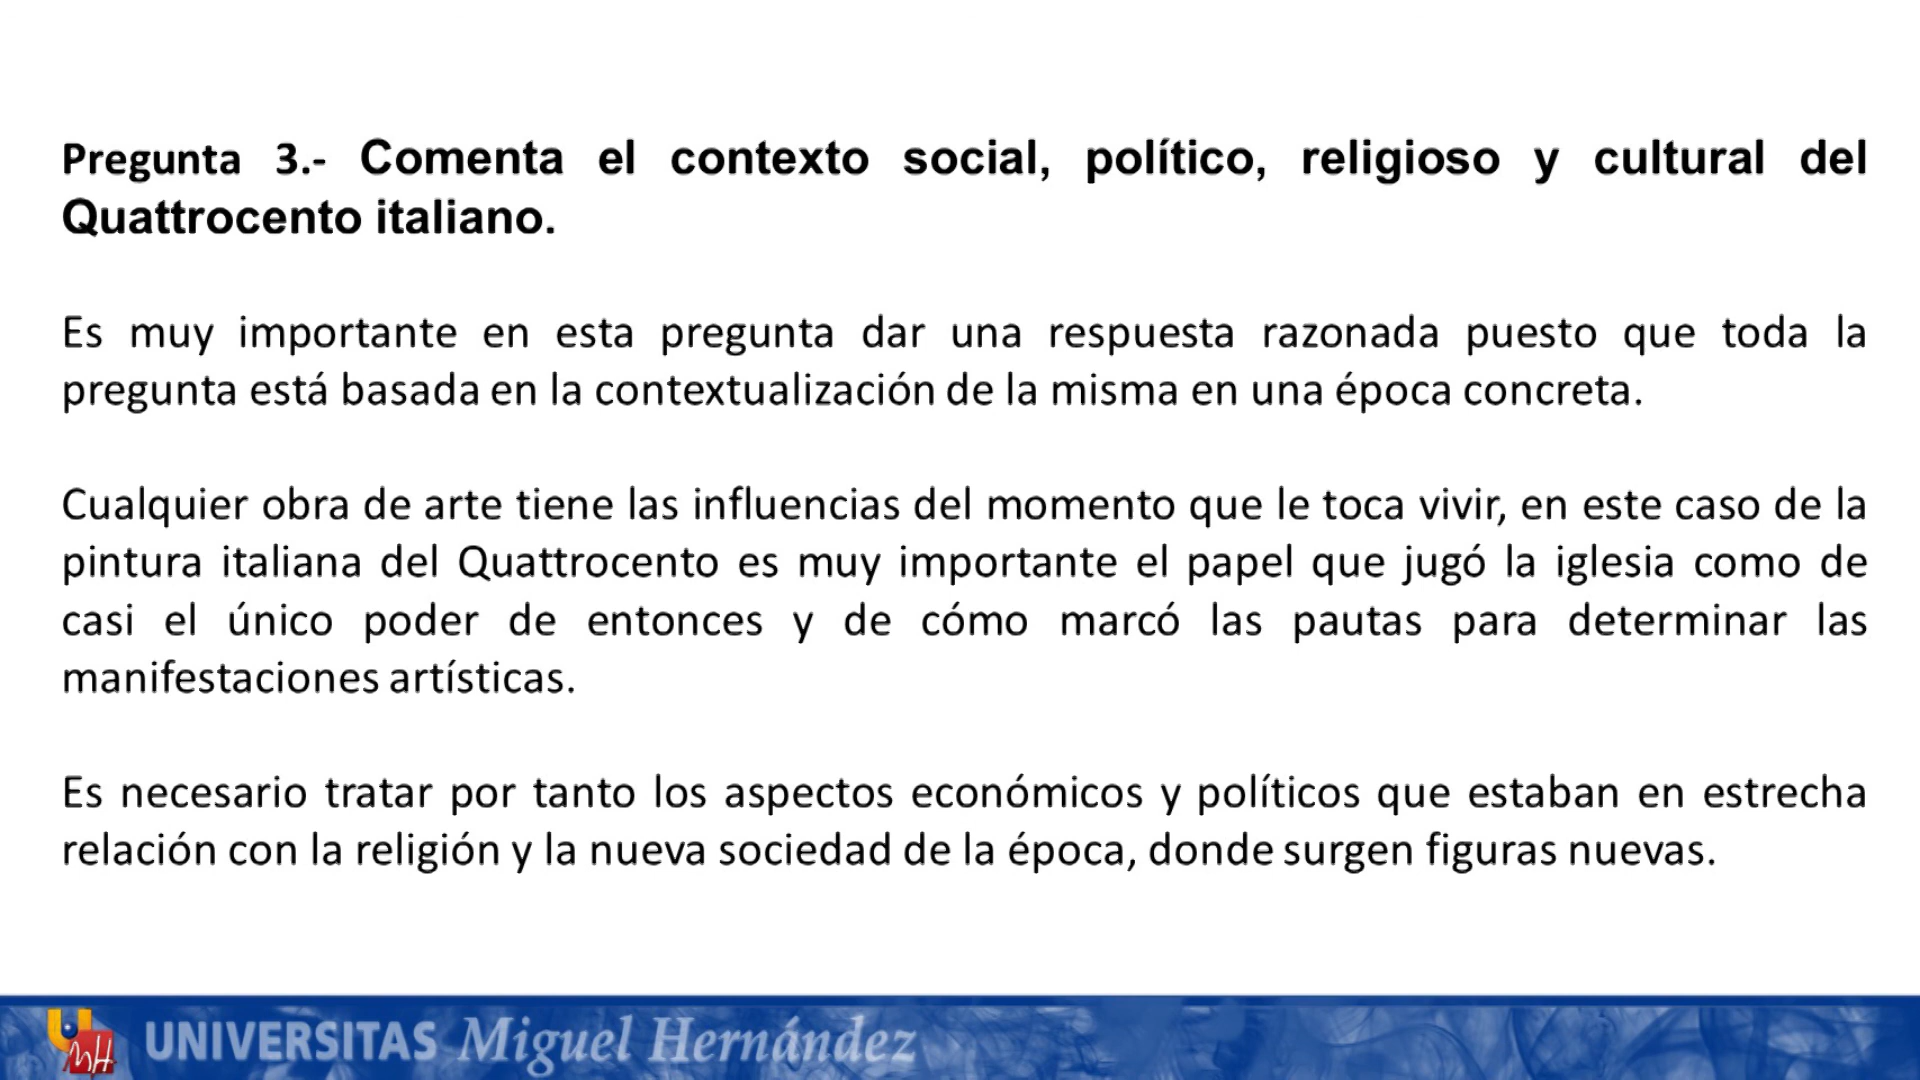 Pregunta 3.- Comenta el contexto social, político, religioso y cultural del
Quattrocento italiano.
Es muy importante en esta pregunta dar una respuesta razonada puesto que toda la
pregunta está basada en la contextualización de la misma en una época concreta.
Cualquier obra de arte tiene las influencias del momento que le toca vivir, en este caso de la
pintura italiana del Quattrocento es muy importante el papel que jugó la iglesia como de
casi el único poder de entonces y de cómo marcó las pautas para determinar las
manifestaciones artísticas.
Es necesario tratar por tanto los aspectos económicos y políticos que estaban en estrecha
relación con la religión y la nueva sociedad de la época, donde surgen figuras nuevas.
UMH UNIVERSITAS Miguel Hernández